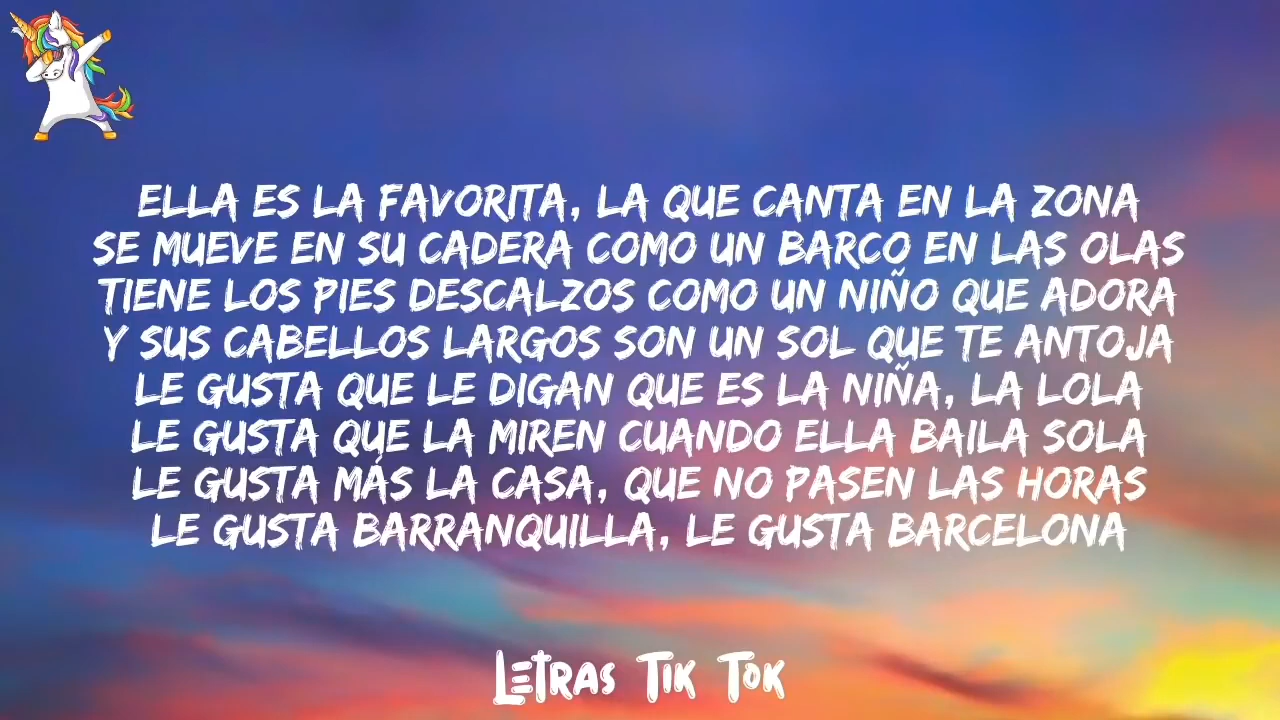 ELLA ES LA FAVORITA, LA QUE CANTA EN LA ZONA
SE MUEVE EN SU CADERA COMO UN BARCO EN LAS OLAS
TIENE LOS PIES DESCALZOS COMO UN NIÑO QUE ADORA
Y SUS CABELLOS LARGOS SON UN SOL QUE TE ANTOJA
LE GUSTA QUE LE DIGAN QUE ES LA NIÑA, LA LOLA
LE GUSTA QUE LA MIREN CUANDO ELLA BAILA SOLA
LE GUSTA MÁS LA CASA, QUE NO PASEN LAS HORAS
LE GUSTA BARRANQUILLA, LE GUSTA BARCELONA
LETRAS TIK TOK